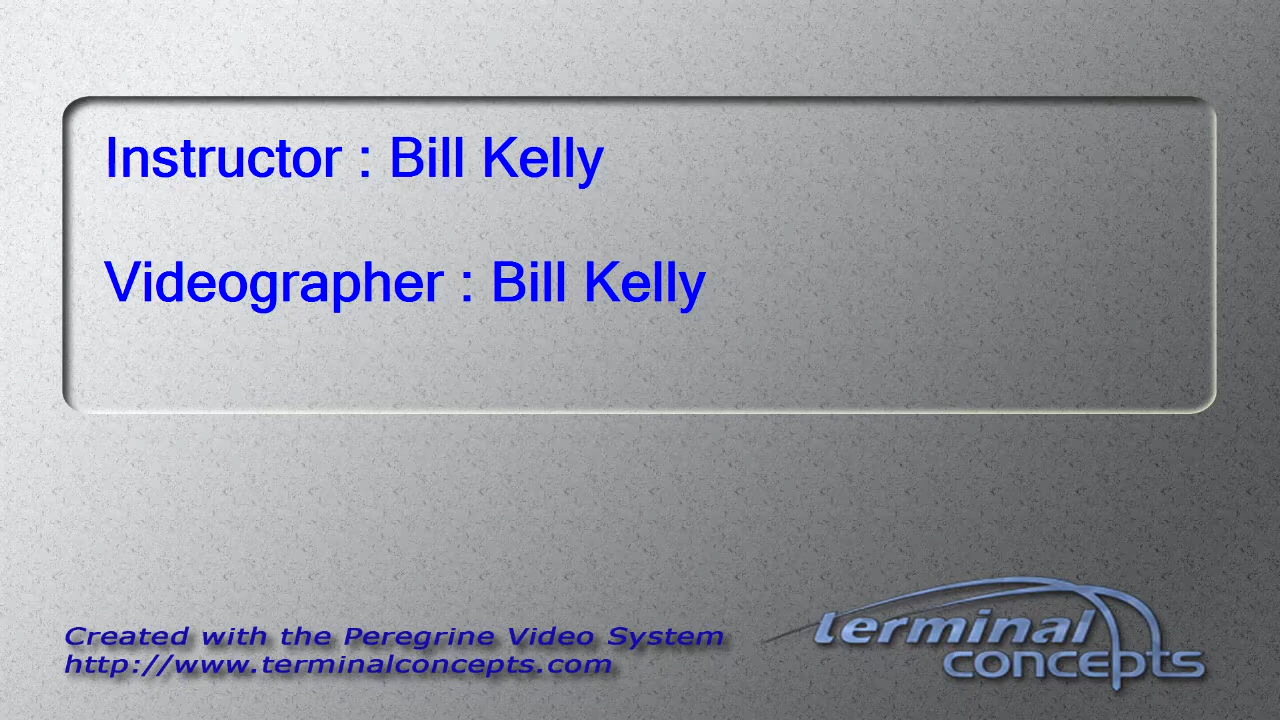 Instructor : Bill Kelly
Videographer : Bill Kelly
Created with the Peregrine Video System
http://www.terminalconcepts.com
terminal
concepts